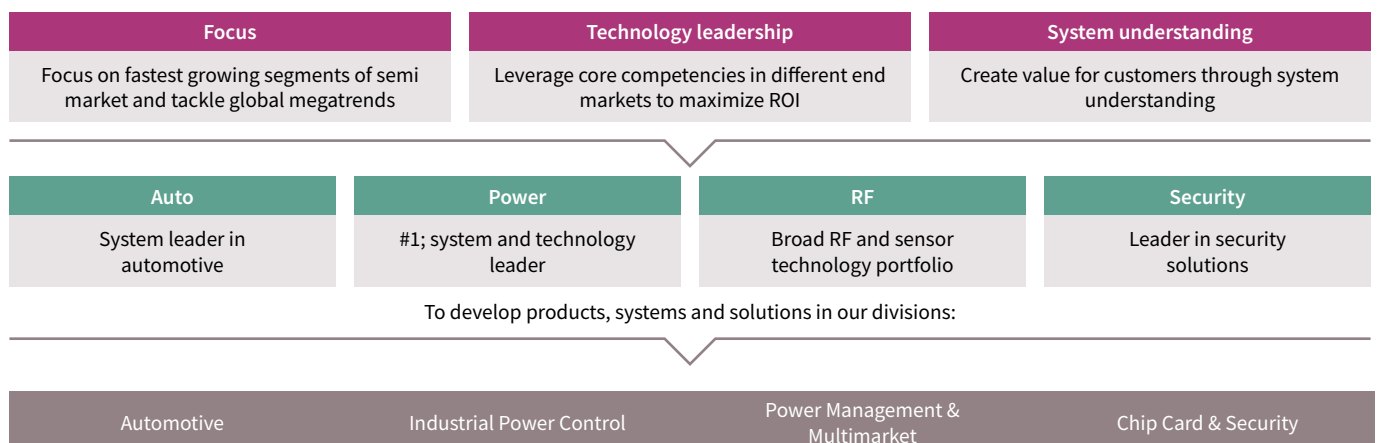 Focus
Technology leadership
System understanding
Focus on fastest growing segments of semi
market and tackle global megatrends
Leverage core competencies in different end
markets to maximize ROI
Create value for customers through system
understanding
Auto
Power
RF
Security
System leader in
automotive
#1; system and technology
leader
Broad RF and sensor
technology portfolio
Leader in security
solutions
To develop products, systems and solutions in our divisions:
Automotive
Industrial Power Control
Power Management &
Multimarket
Chip Card & Security